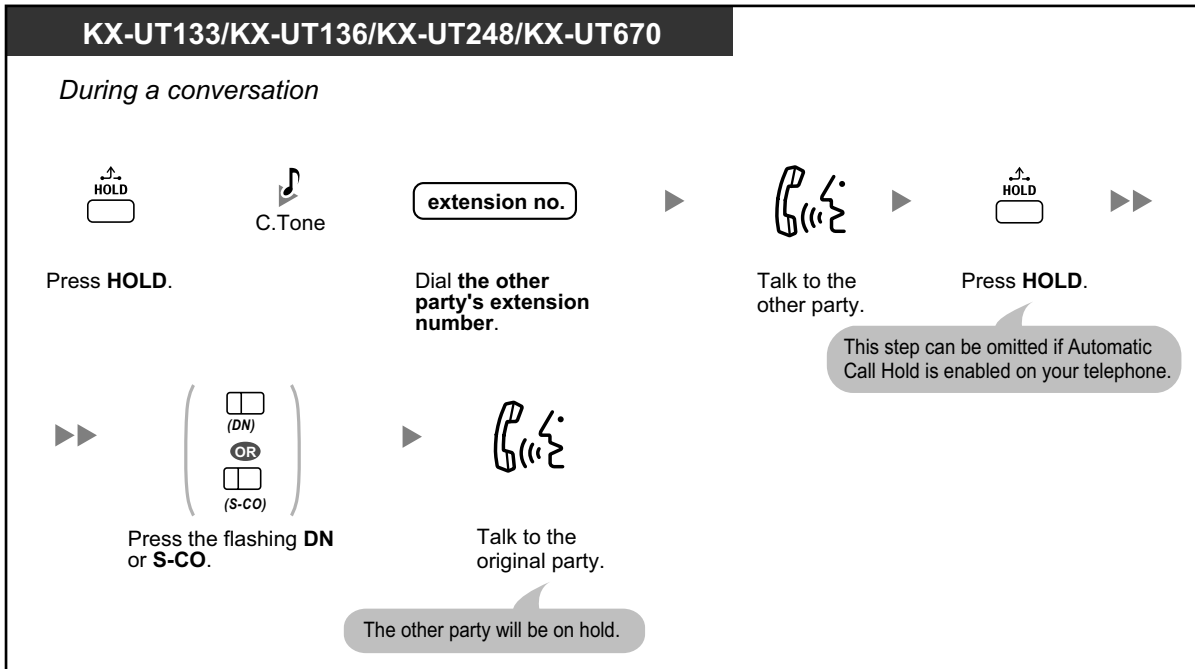 KX-UT133/KX-UT136/KX-UT248/KX-UT670
During a conversation
HOLD
C.Tone
extension no.
HOLD
Press HOLD.
Dial the other
party's extension
number.
Talk to the
other party.
Press HOLD.
This step can be omitted if Automatic
Call Hold is enabled on your telephone.
(DN)
OR
(S-CO)
Press the flashing DN
or S-CO.
Talk to the
original party.
The other party will be on hold.